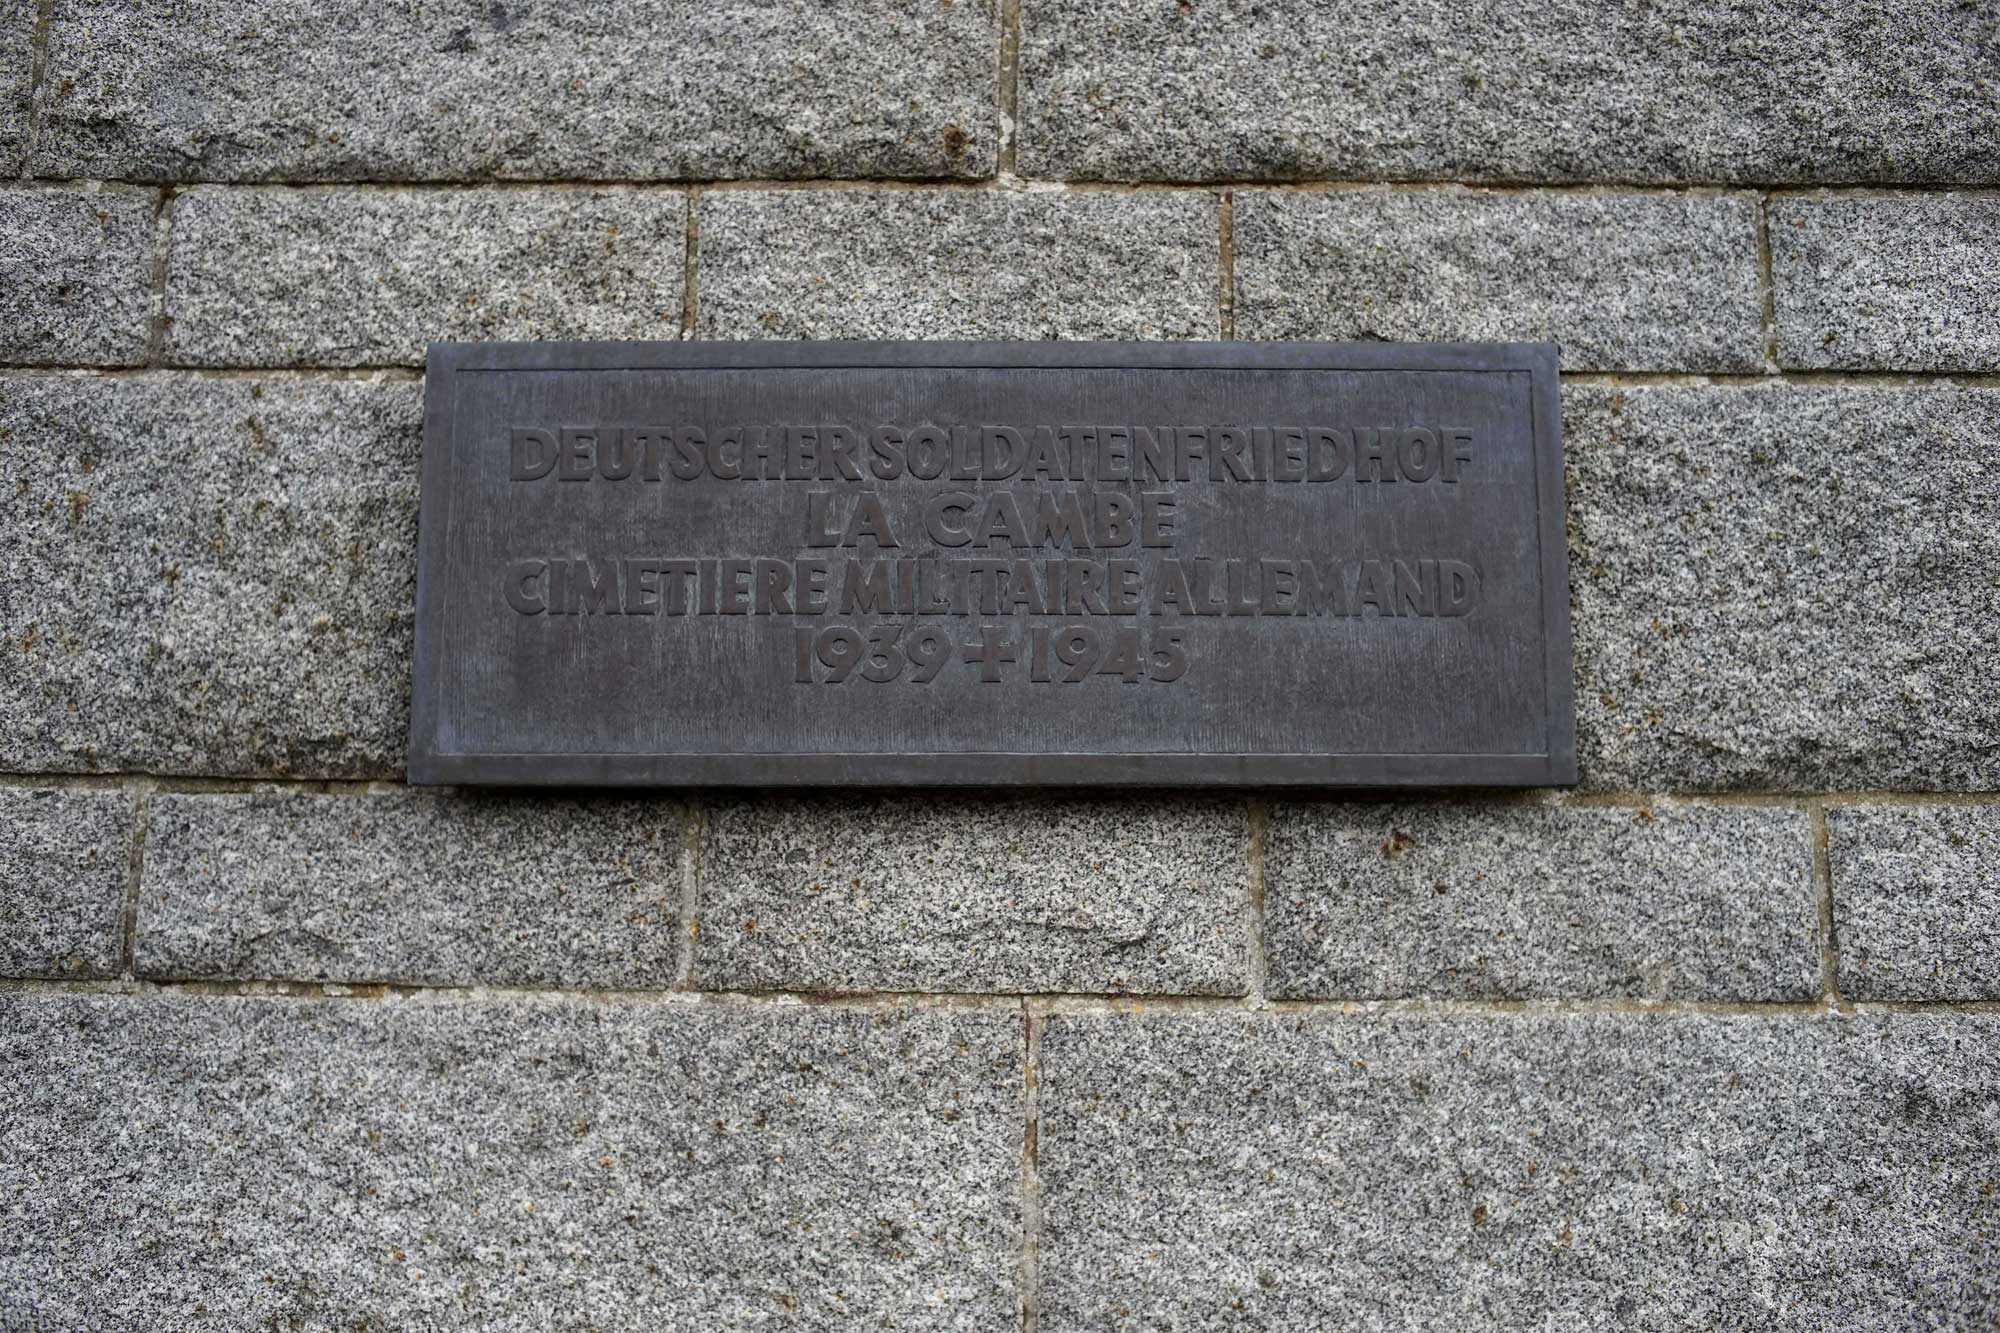 DEUTSCHER SOLDATENFRIEDHOF
LA CAMBE
CIMETIERE MILITAIRE ALLEMAND
1939 + 1945